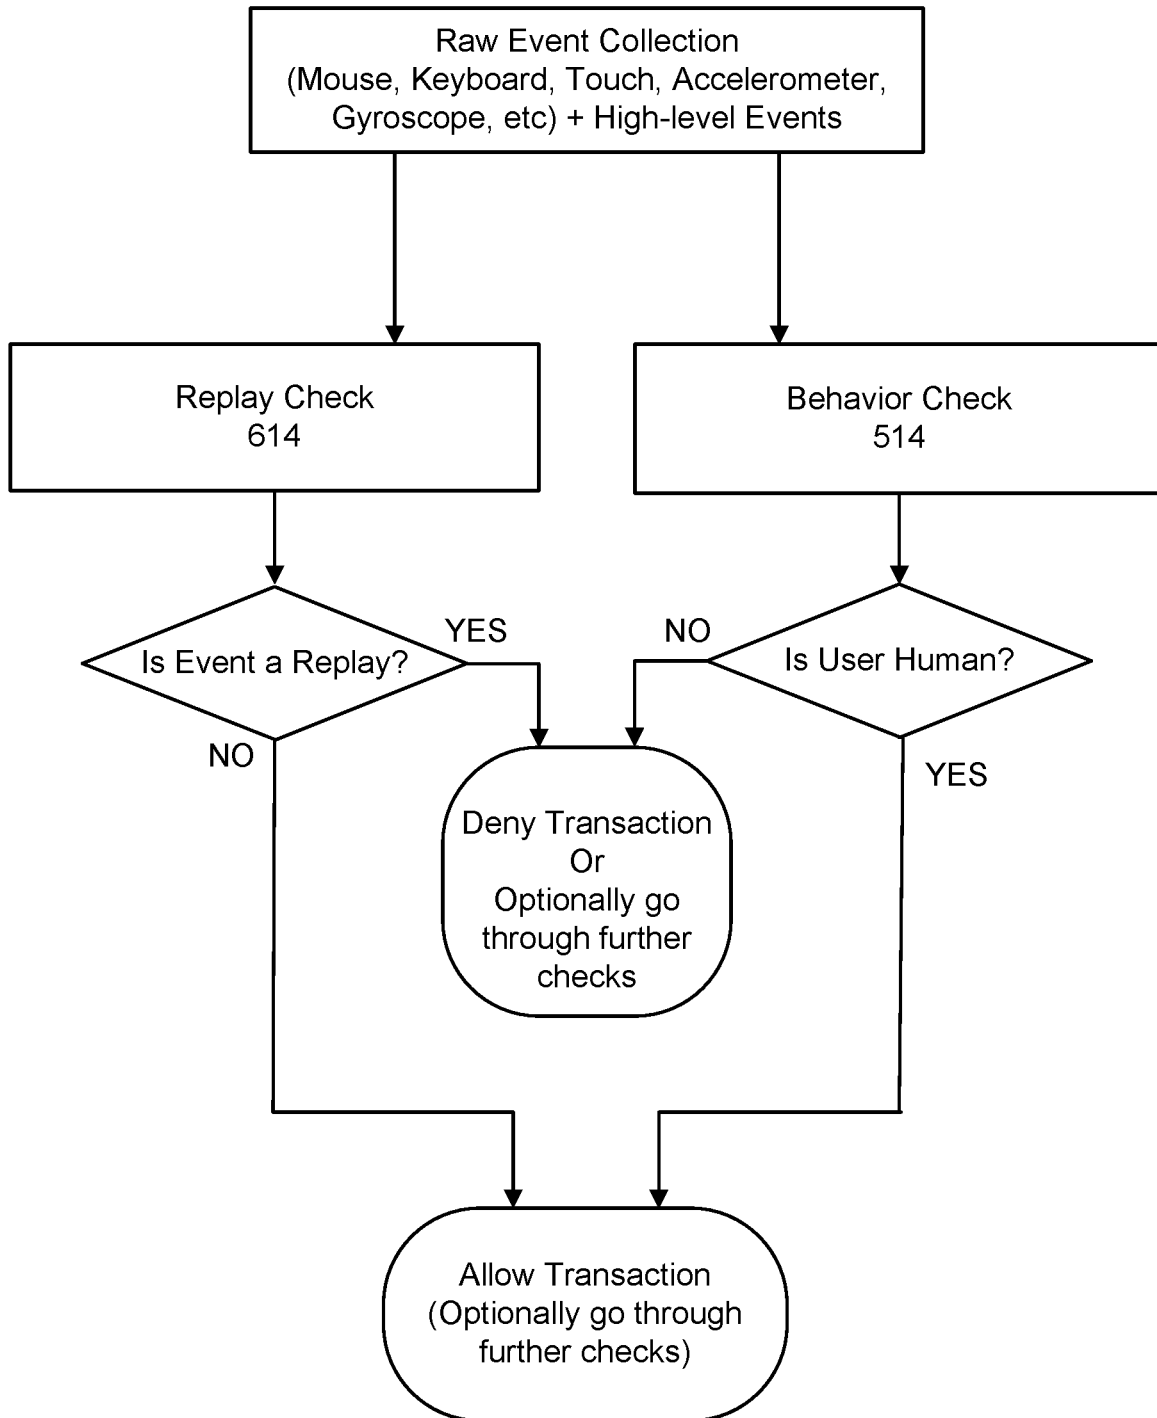 Raw Event Collection
(Mouse, Keyboard, Touch, Accelerometer,
Gyroscope, etc) + High-level Events
Replay Check
614
Behavior Check
514
Is Event a Replay?
YES
NO
NO
Is User Human?
YES
Deny Transaction
Or
Optionally go
through further
checks
Allow Transaction
(Optionally go through
further checks)